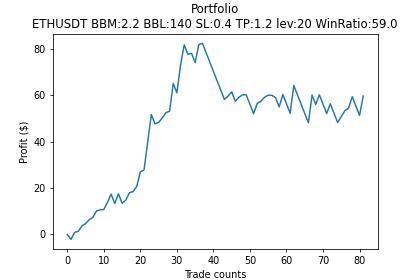 Portfolio
ETHUSDT BBM:2.2 BBL:140 SL:0.4 TP:1.2 lev:20 WinRatio:59.0
80
60
40
20
0
Profit ($)
0 10 20 30 40 50 60 70 80
Trade counts